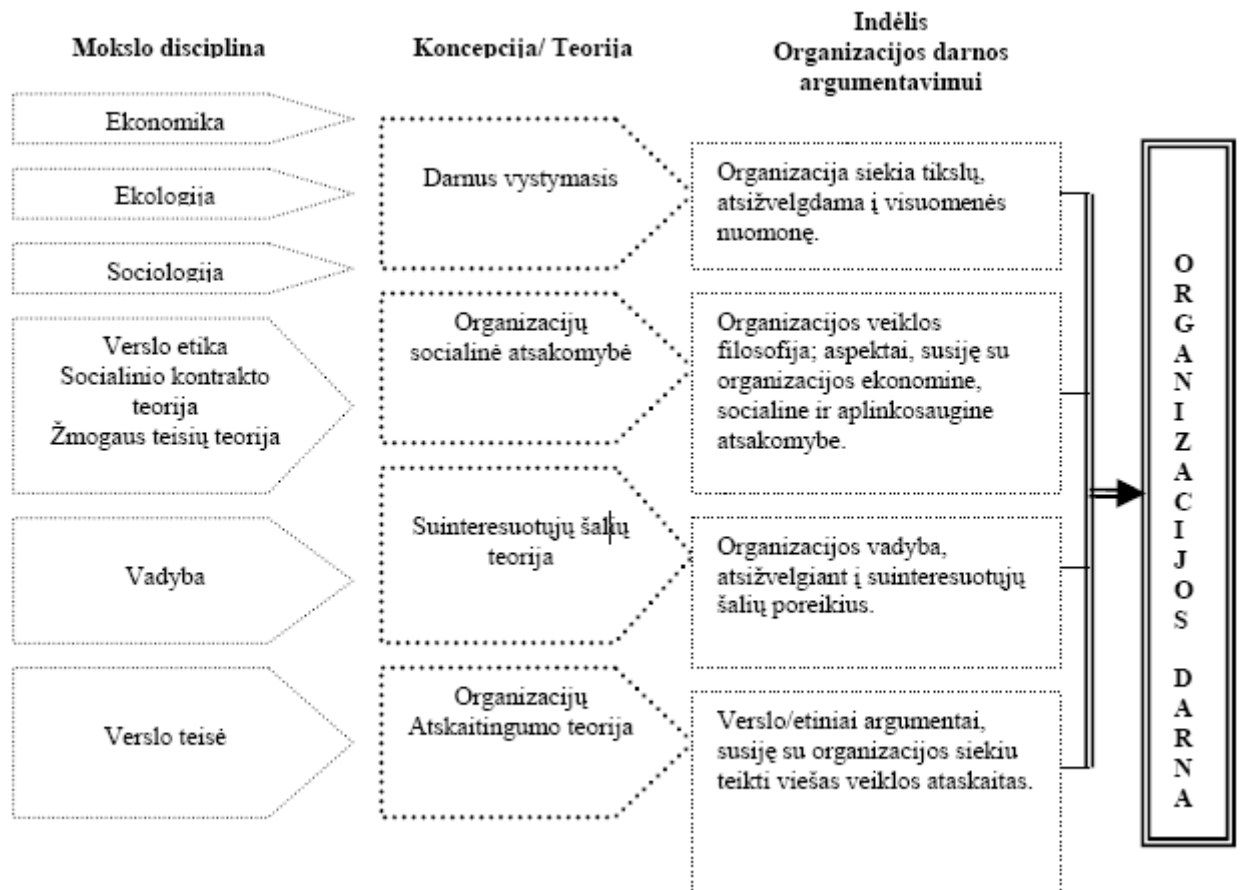 Mokslo disciplina
Koncepcija/ Teorija
Indėlis
Organizacijos darnos
argumentavimui
Ekonomika
Ekologija
Sociologija
Verslo etika
Socialinio kontrakto
teorija
Žmogaus teisių teorija
Vadyba
Verslo teisė
Darnus vystymasis
Organizacijų
socialinė atsakomybė
Suinteresuotųjų šalių
teorija
Organizacijų
Atskaitingumo teorija
Organizacija siekia tikslų,
atsižvelgdama į visuomenės
nuomonę.
Organizacijos veiklos
filosofija; aspektai, susiję su
organizacijos ekonomine,
socialine ir aplinkosaugine
atsakomybe.
Organizacijos vadyba,
atsižvelgiant į suinteresuotųjų
šalių poreikius.
Verslo/etiniai argumentai,
susiję su organizacijos siekiu
teikti viešas veiklos ataskaitas.
ORGANIZACIJOS DARNA